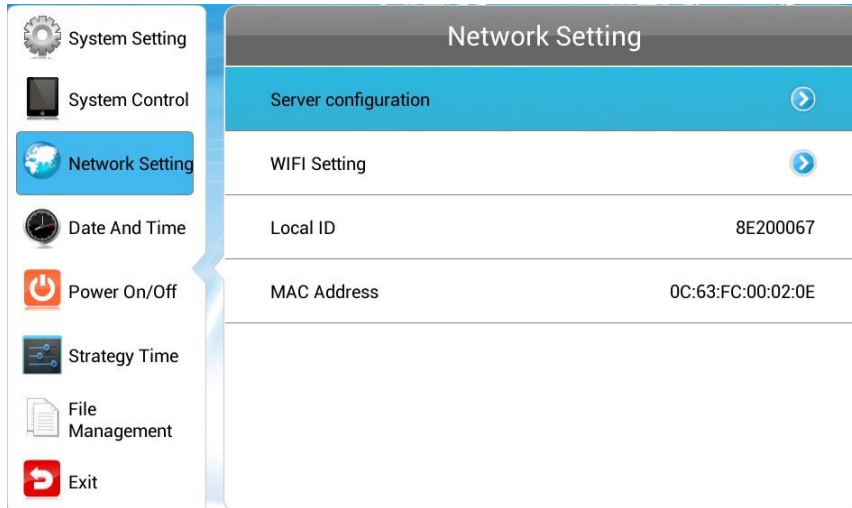 System Setting
System Control
Network Setting
Date And Time
Power On/Off
Strategy Time
File
Management
Exit
Network Setting
Server configuration
WIFI Setting
Local ID 8E200067
MAC Address 0C:63:FC:00:02:0E